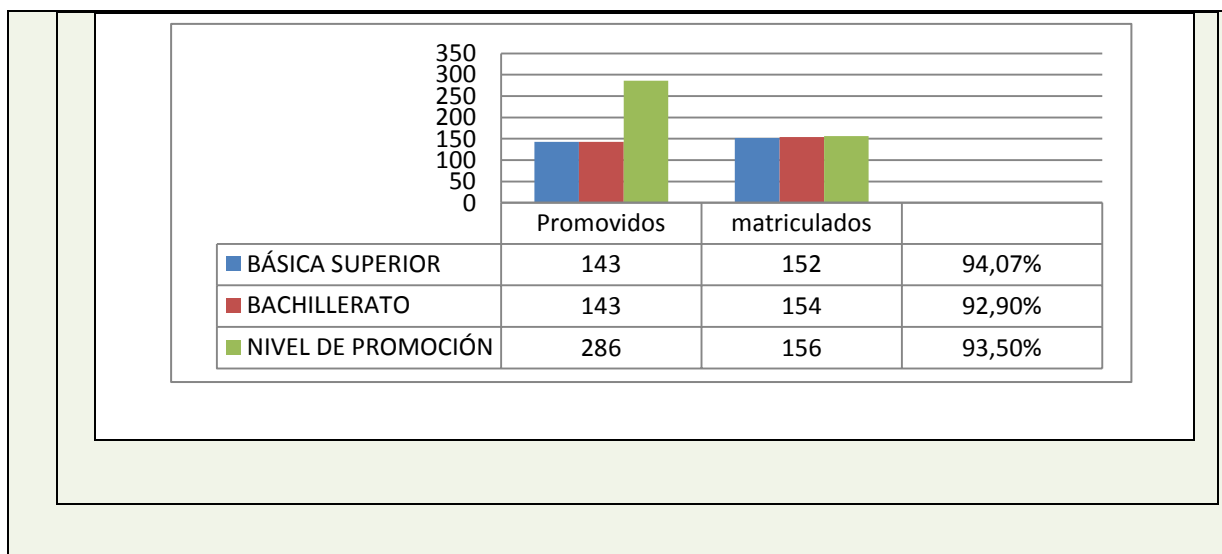 350
300
250
200
150
100
50
0
Promovidos matriculados
BÁSICA SUPERIOR 143 152 94,07%
BACHILLERATO 143 154 92,90%
NIVEL DE PROMOCIÓN 286 156 93,50%